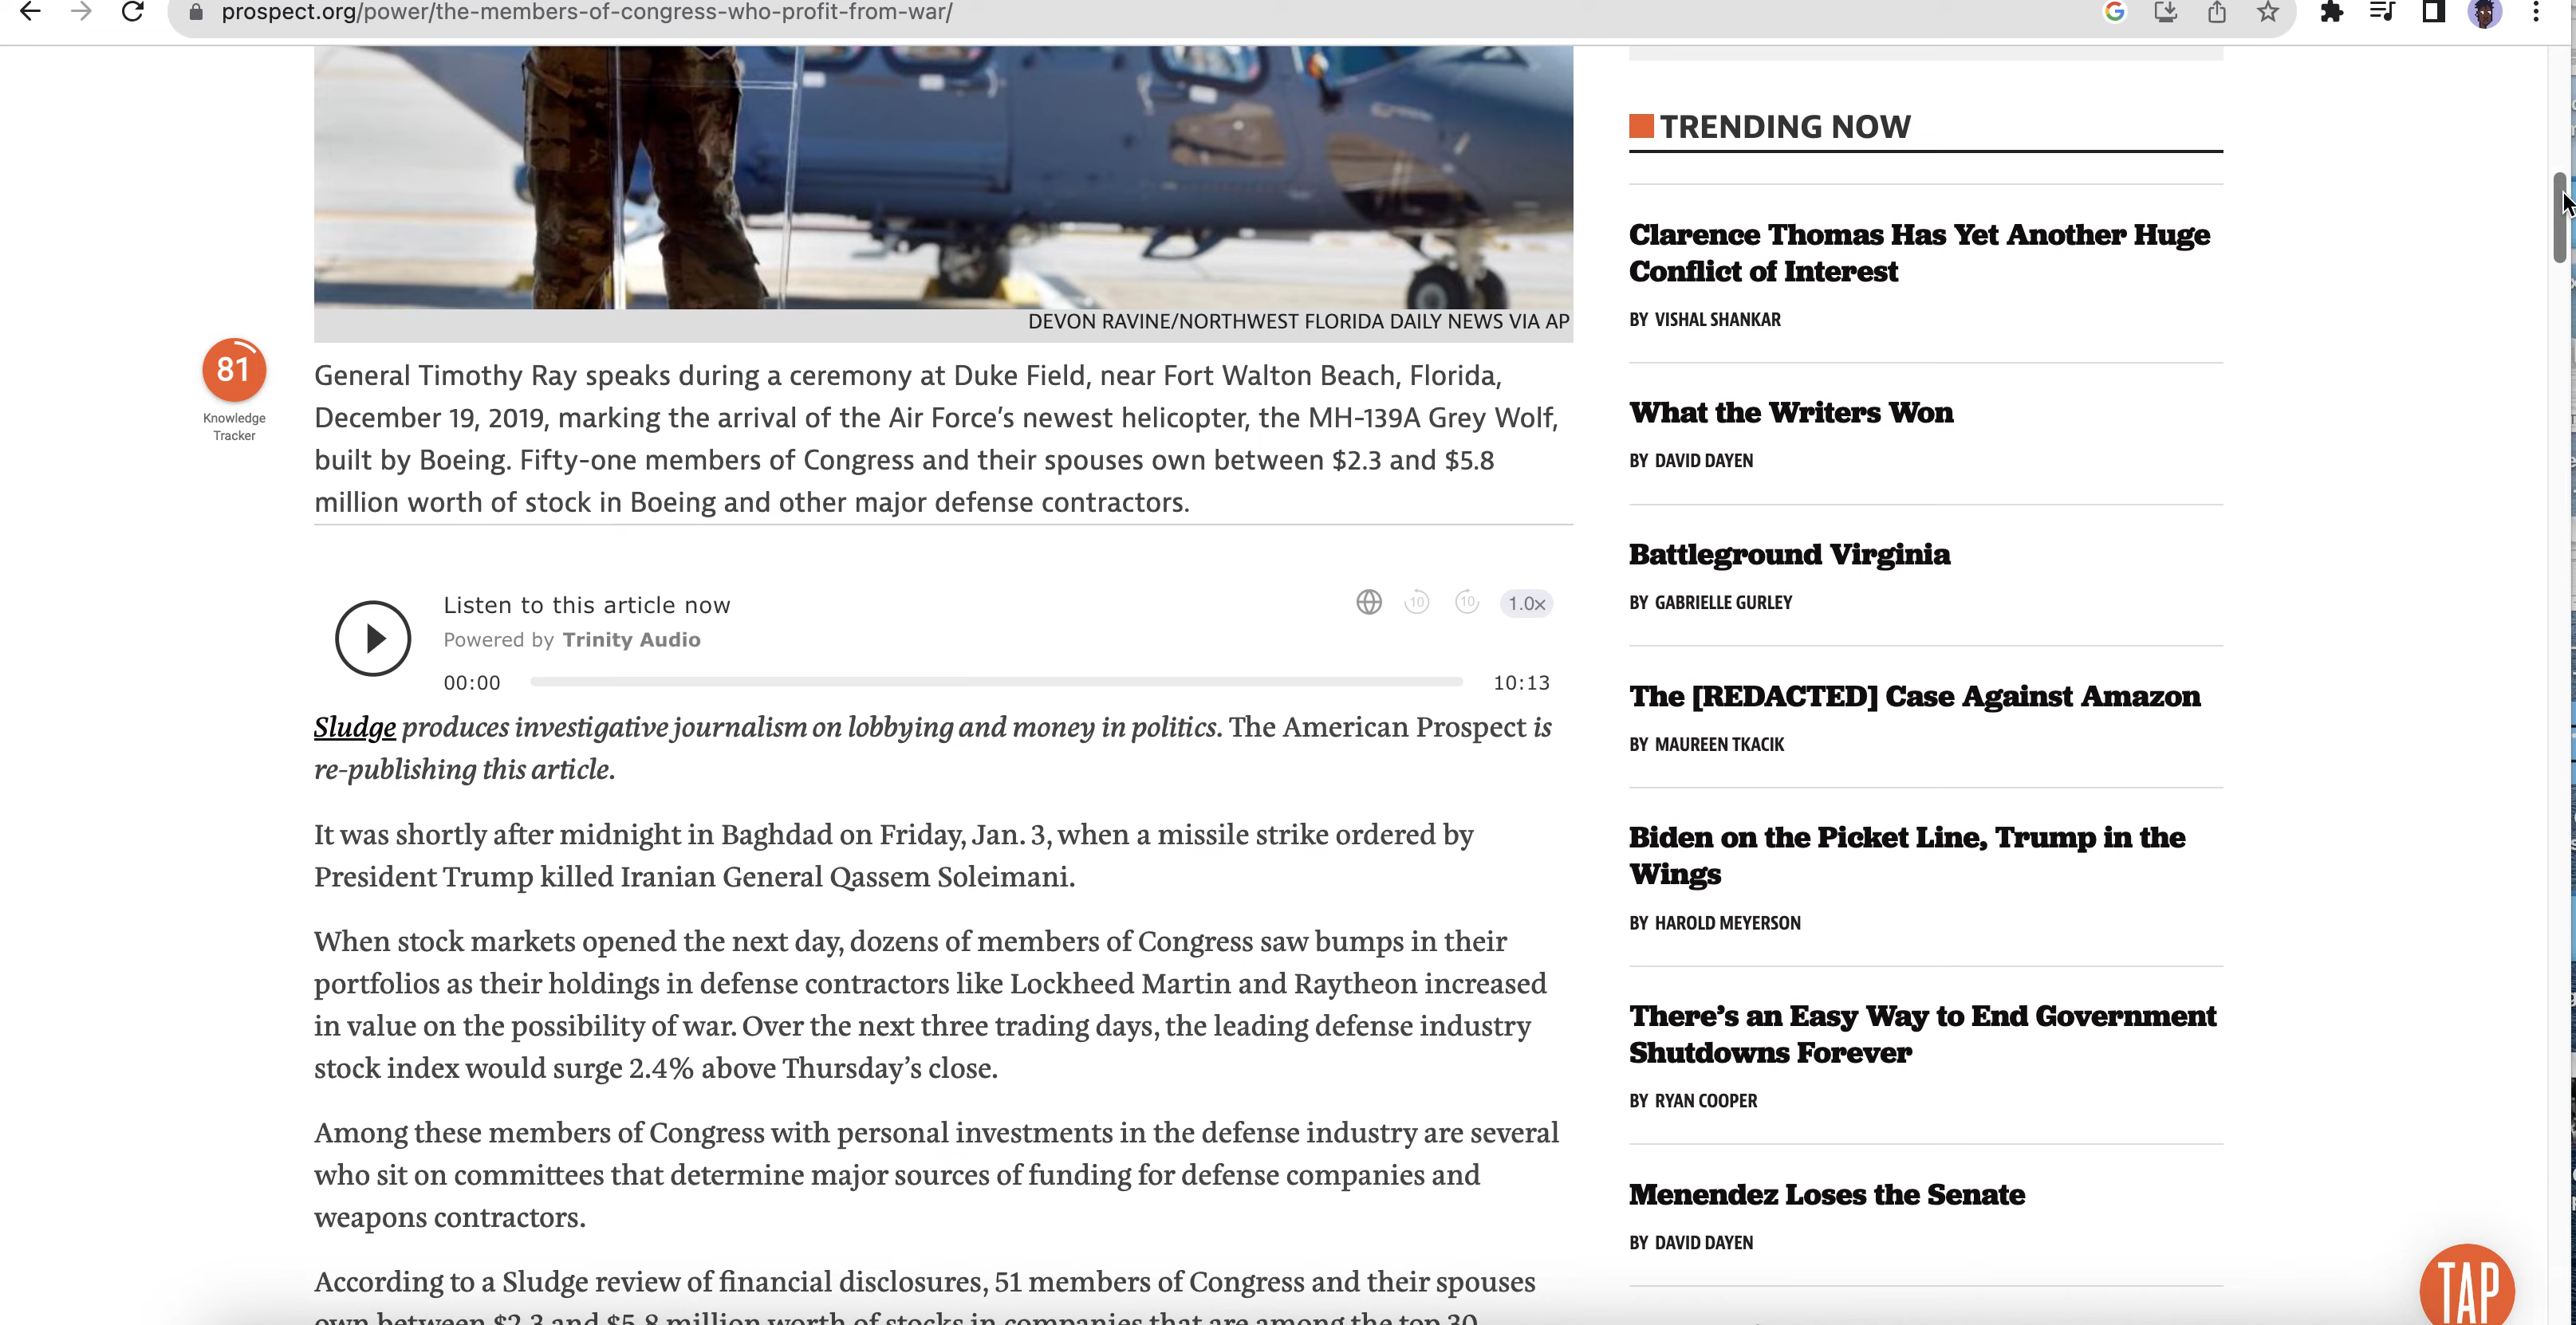 prospect.org/power/the-members-of-congress-who-profit-from-war/
DEVON RAVINE/NORTHWEST FLORIDA DAILY NEWS VIA AP
81
Knowledge
Tracker
General Timothy Ray speaks during a ceremony at Duke Field, near Fort Walton Beach, Florida,
December 19, 2019, marking the arrival of the Air Force’s newest helicopter, the MH-139A Grey Wolf,
built by Boeing. Fifty-one members of Congress and their spouses own between $2.3 and $5.8
million worth of stock in Boeing and other major defense contractors.
Listen to this article now
10
10
1.0x
Powered by Trinity Audio
00:00
10:13
Sludge produces investigative journalism on lobbying and money in politics. The American Prospect is
re-publishing this article.
It was shortly after midnight in Baghdad on Friday, Jan. 3, when a missile strike ordered by
President Trump killed Iranian General Qassem Soleimani.
When stock markets opened the next day, dozens of members of Congress saw bumps in their
portfolios as their holdings in defense contractors like Lockheed Martin and Raytheon increased
in value on the possibility of war. Over the next three trading days, the leading defense industry
stock index would surge 2.4% above Thursday’s close.
Among these members of Congress with personal investments in the defense industry are several
who sit on committees that determine major sources of funding for defense companies and
weapons contractors.
According to a Sludge review of financial disclosures, 51 members of Congress and their spouses
own between $2.3 and $5.8 million worth of stocks in companies that are among the top 30
TRENDING NOW
Clarence Thomas Has Yet Another Huge
Conflict of Interest
BY VISHAL SHANKAR
What the Writers Won
BY DAVID DAYEN
Battleground Virginia
BY GABRIELLE GURLEY
The [REDACTED] Case Against Amazon
BY MAUREEN TKACIK
Biden on the Picket Line, Trump in the
Wings
BY HAROLD MEYERSON
There’s an Easy Way to End Government
Shutdowns Forever
BY RYAN COOPER
Menendez Loses the Senate
BY DAVID DAYEN
TAP